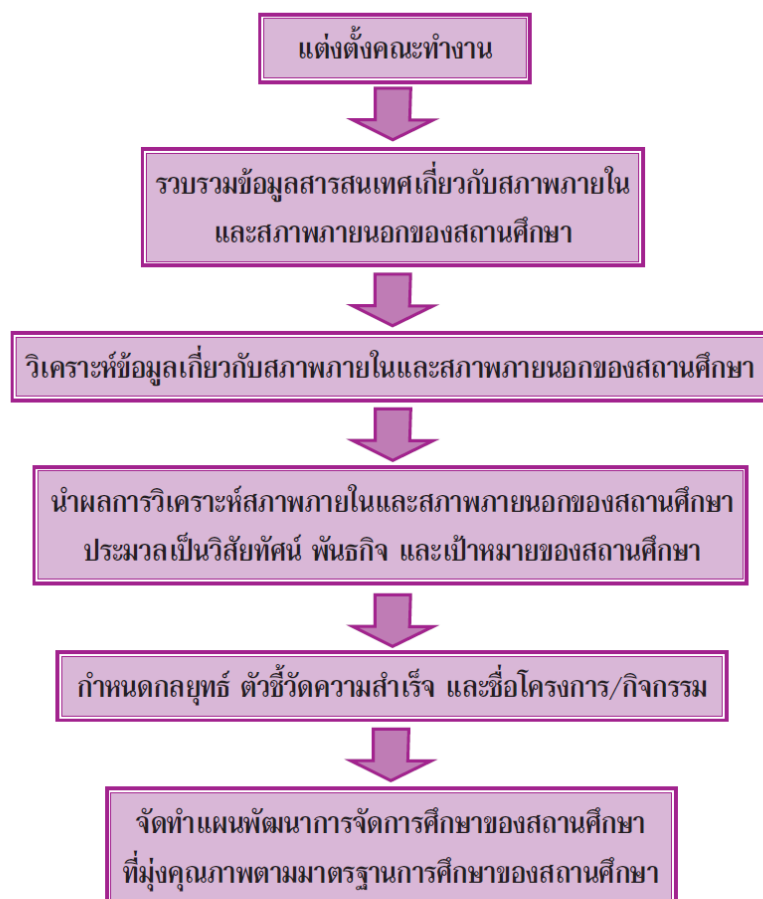 แต่งตั้งคณะทำงาน
รวบรวมข้อมูลสารสนเทศเกี่ยวกับสภาพภายใน
และสภาพภายนอกของสถานศึกษา
วิเคราะห์ข้อมูลเกี่ยวกับสภาพภายในและสภาพภายนอกของสถานศึกษา
นำผลการวิเคราะห์สภาพภายในและสภาพภายนอกของสถานศึกษา
ประมวลเป็นวิสัยทัศน์ พันธกิจ และเป้าหมายของสถานศึกษา
กำหนดกลยุทธ์ ตัวชี้วัดความสำเร็จ และชื่อโครงการ/กิจกรรม
จัดทำแผนพัฒนาการจัดการศึกษาของสถานศึกษา
ที่มุ่งคุณภาพตามมาตรฐานการศึกษาของสถานศึกษา